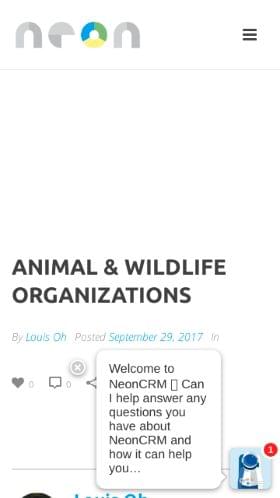 neon
ANIMAL & WILDLIFE
ORGANIZATIONS
By Louis Oh Posted September 29, 2017 In
0 0
Welcome to
NeonCRM ▯ Can
I help answer any
questions you
have about
NeonCRM and
how it can help
you...
1
Louis Oh